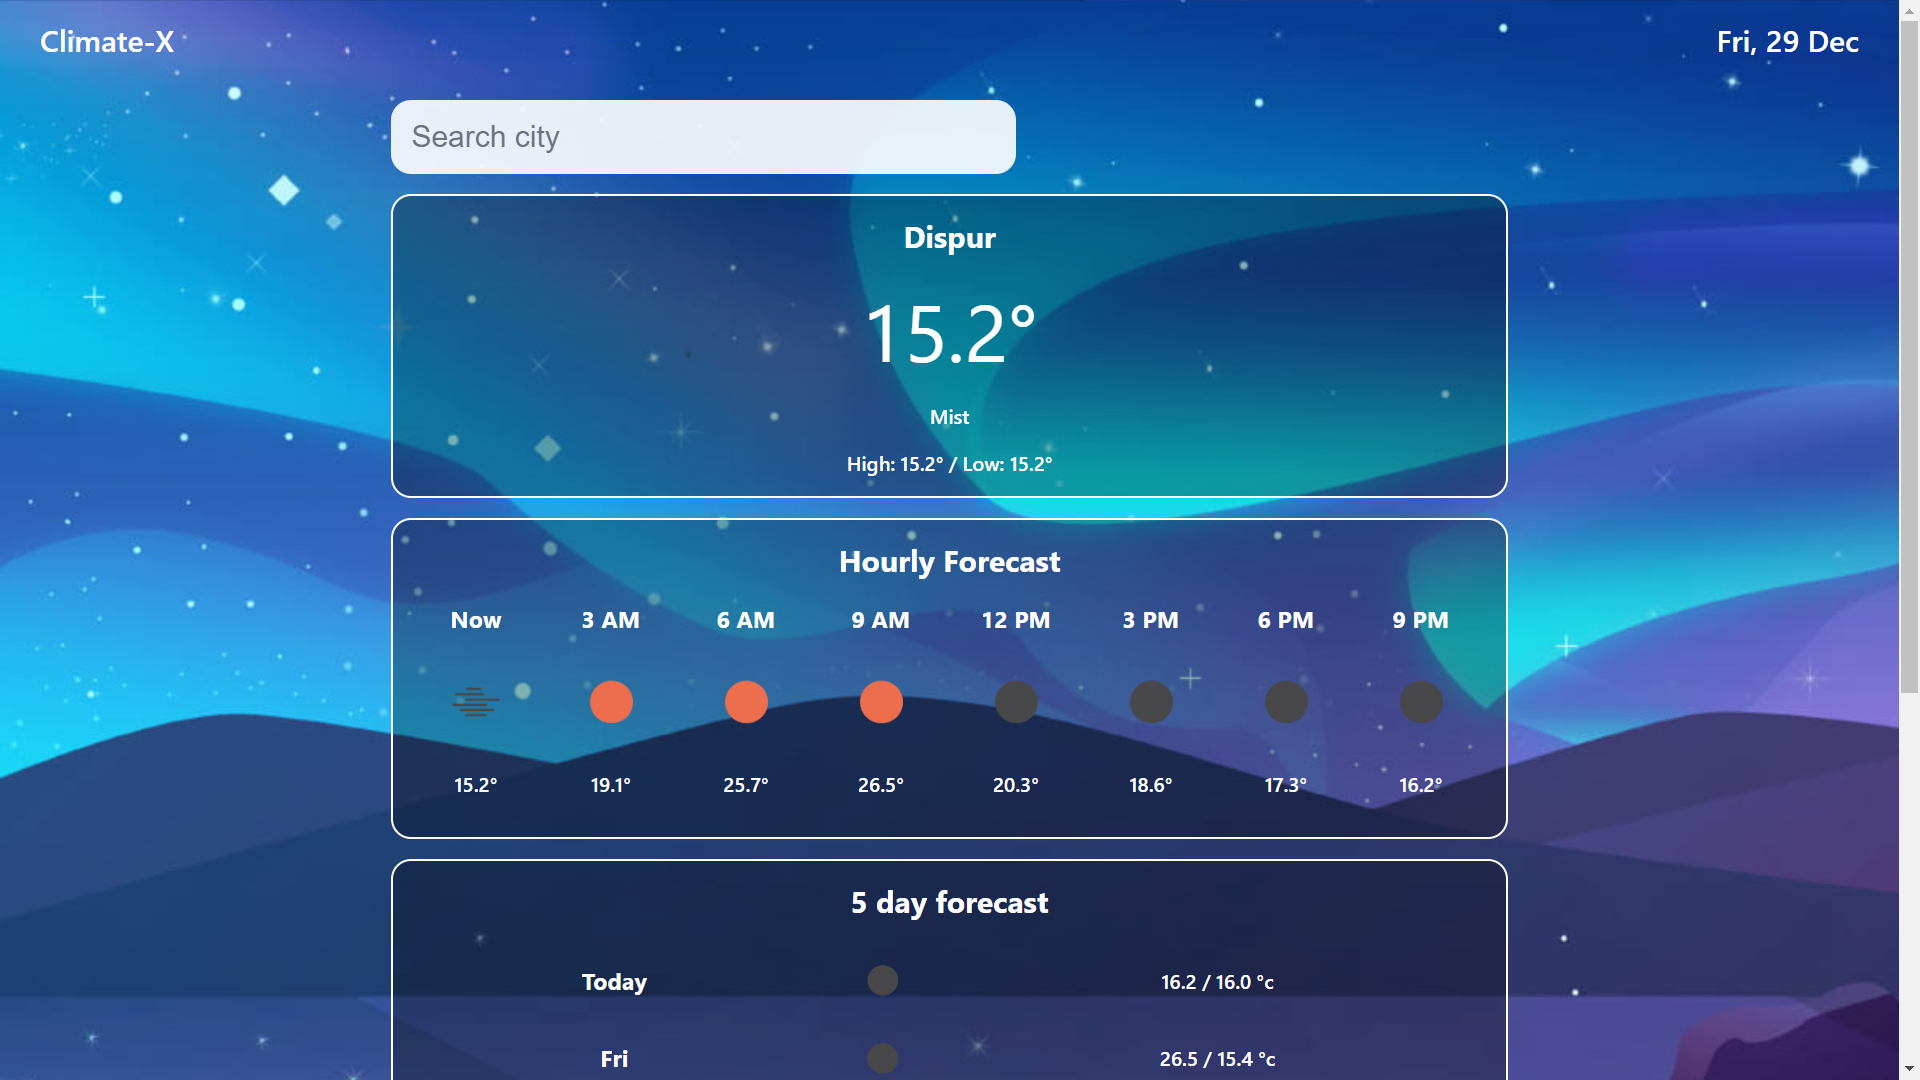 Climate-X
Fri, 29 Dec
Search city
Dispur
15.2°
Mist
High: 15.2° / Low: 15.2°
Hourly Forecast
Now 3 AM 6 AM 9 AM 12 PM 3 PM 6 PM 9 PM
15.2° 19.1° 25.7° 26.5° 20.3° 18.6° 17.3° 16.2°
5 day forecast
Today 16.2 / 16.0 °c
Fri 26.5 / 15.4 °c